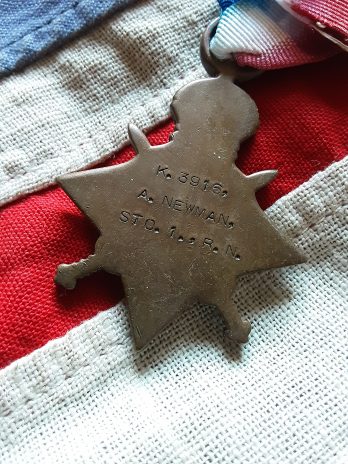 K. 3916,
A. NEWMAN,
STO. 1., R. N.